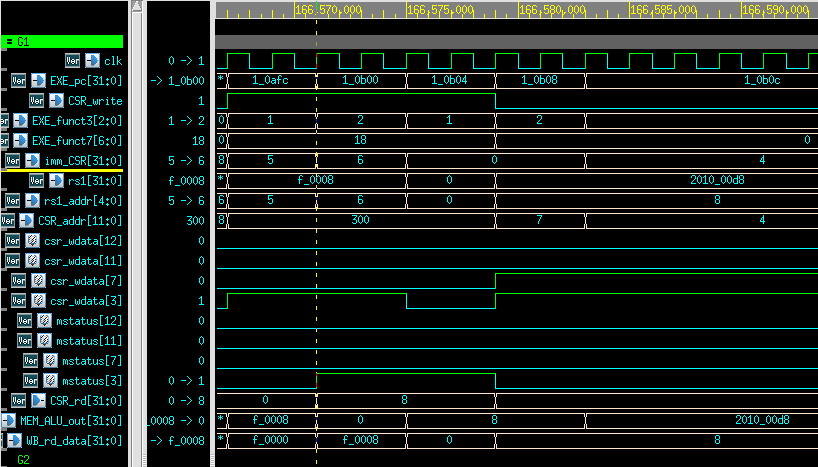 166,570,000 166,575,000 166,580,000 166,585,000 166,590,000
= G1
Ver clk 0 -> 1
Ver EXE_pc[31:0] -> 1_0b00 * 1_0afc 1_0b00 1_0b04 1_0b08 1_0b0c
Ver CSR_write 1
Ver EXE_funct3[2:0] 1 -> 2 0 1 2 1 2
Ver EXE_funct7[6:0] 18 0 18 0
Ver imm_CSR[31:0] 5 -> 6 8 5 6 0 4
Ver rs1[31:0] f_0008 * f_0008 0 2010_00d8
Ver rs1_addr[4:0] 5 -> 6 6 5 6 0 8
Ver CSR_addr[11:0] 300 8 300 7 4
Ver csr_wdata[12] 0
Ver csr_wdata[11] 0
Ver csr_wdata[7] 0
Ver csr_wdata[3] 1
Ver mstatus[12] 0
Ver mstatus[11] 0
Ver mstatus[7] 0
Ver mstatus[3] 0 -> 1
Ver CSR_rd[31:0] 0 -> 8 0 8
MEM_ALU_out[31:0] _0008 -> 0 * f_0008 0 8 2010_00d8
Ver WB_rd_data[31:0] -> f_0008 * f_0000 f_0008 0 8
G2